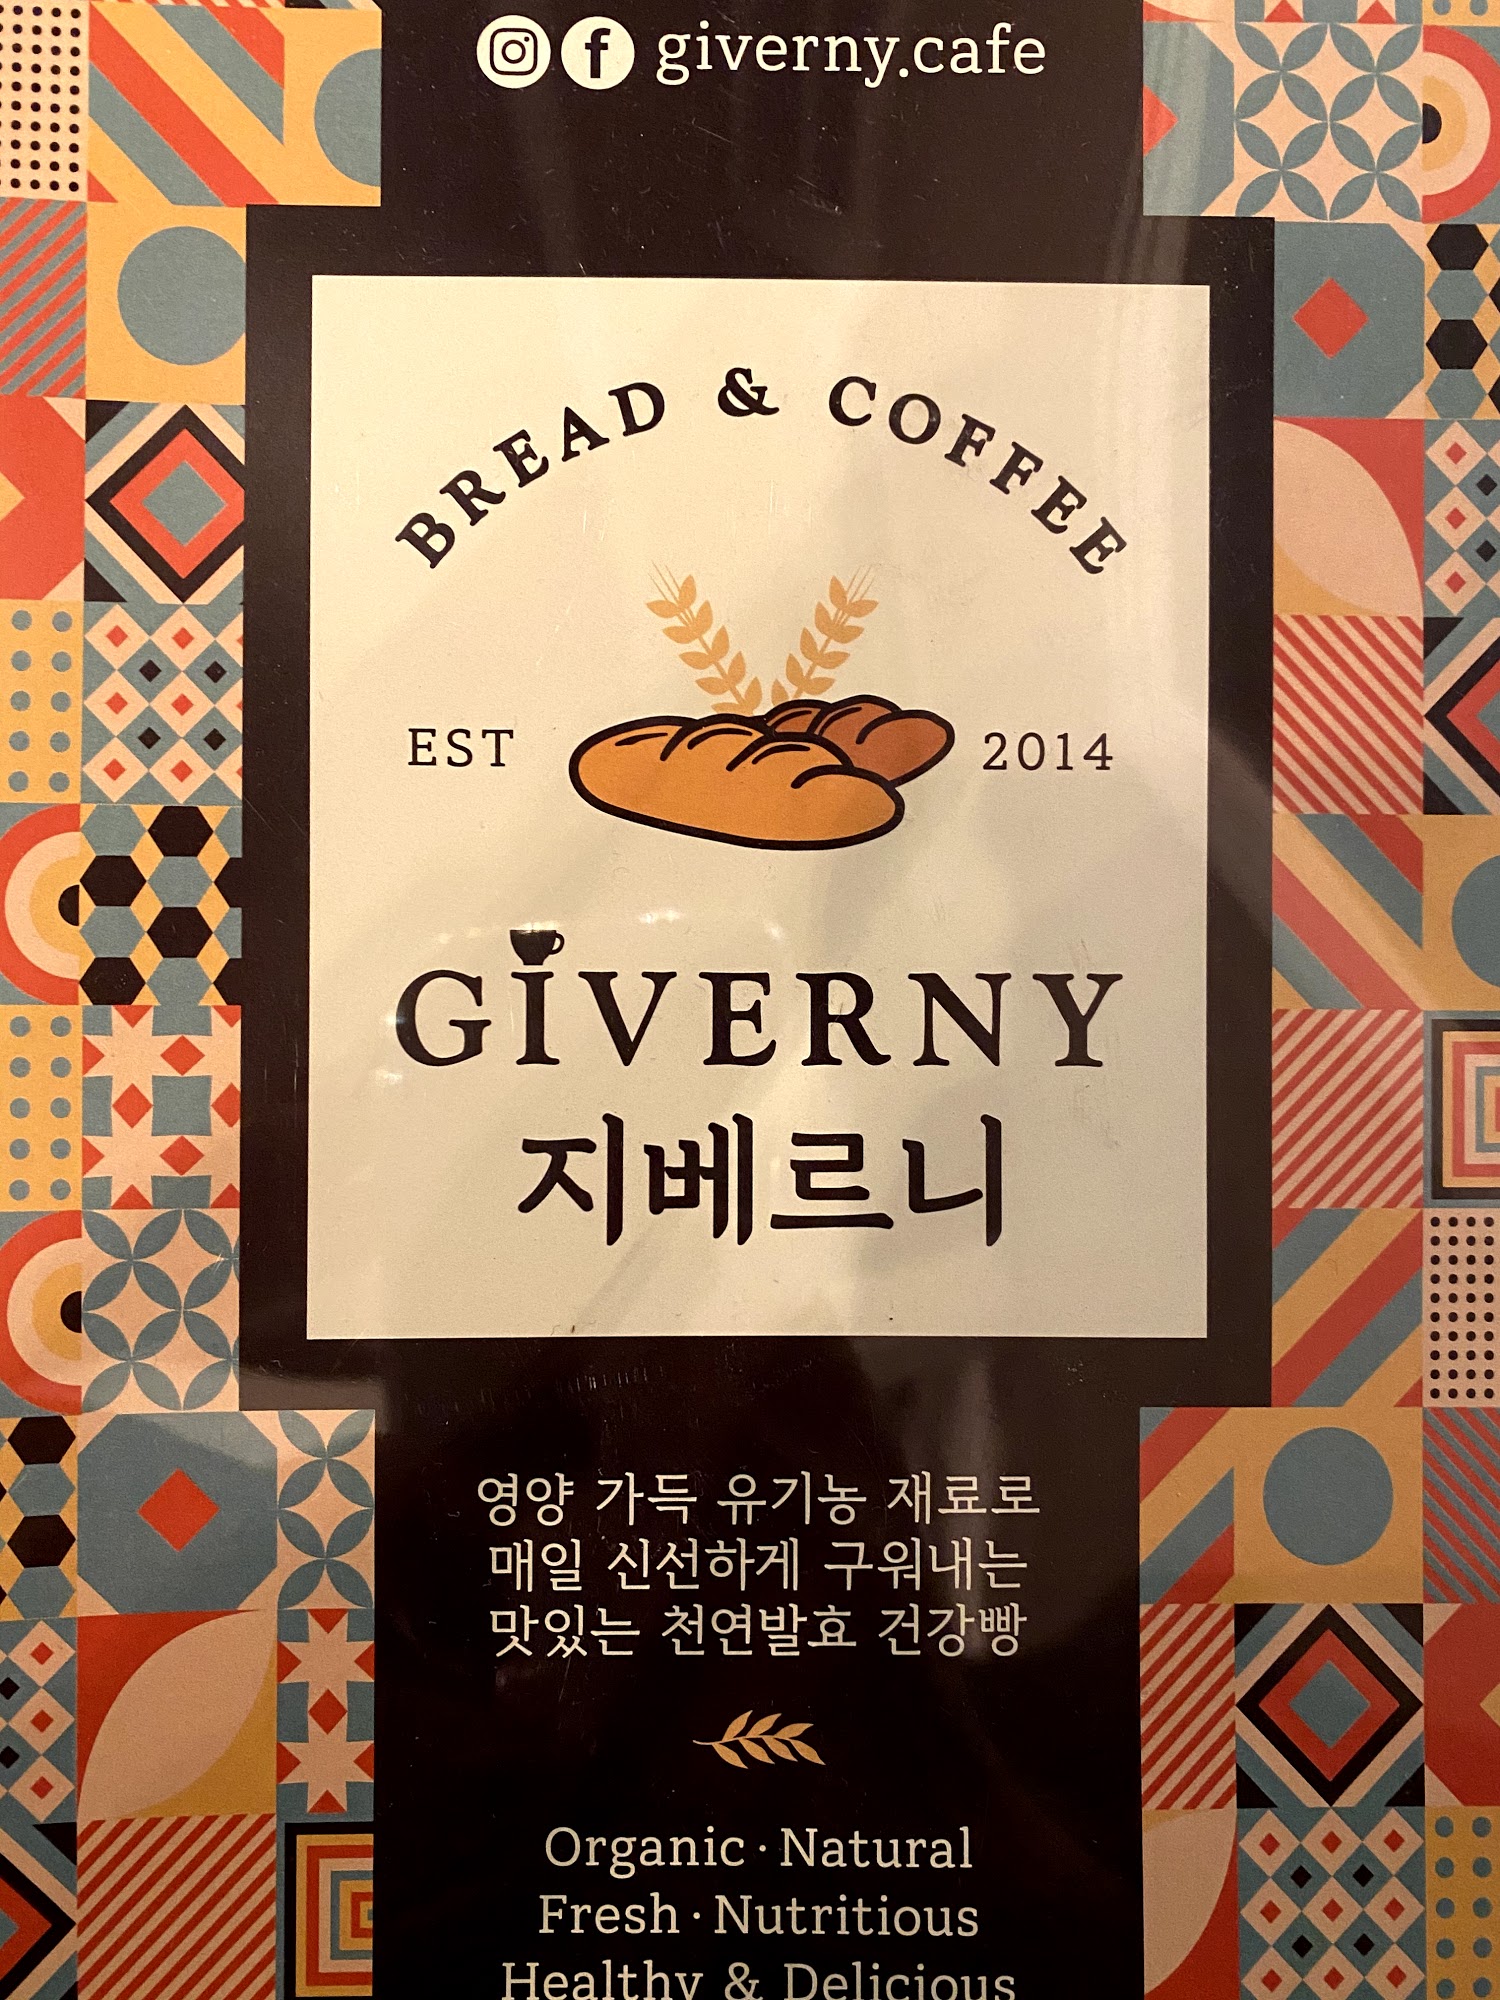 giverny.cafe
BREAD & COFFEE
EST 2014
GIVERNY
지베르니
영양 가득 유기농 재료로
매일 신선하게 구워내는
맛있는 천연발효 건강빵
Organic · Natural
Fresh · Nutritious
Healthy & Delicious